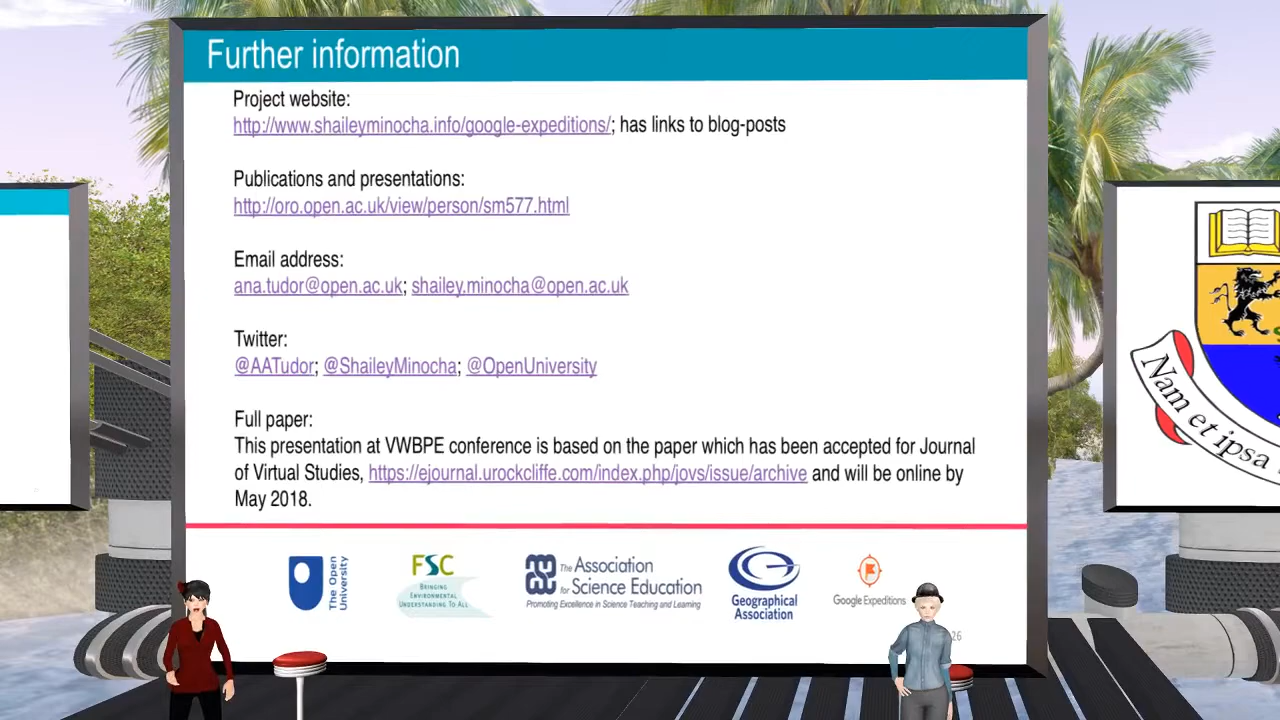 Further information
Project website:
http://www.shaileyminocha.info/google-expeditions/; has links to blog-posts
Publications and presentations:
http://oro.open.ac.uk/view/person/sm577.html
Email address:
ana.tudor@open.ac.uk; shailey.minocha@open.ac.uk
Twitter:
@AATudor; @ShaileyMinocha; @OpenUniversity
Full paper:
This presentation at VWBPE conference is based on the paper which has been accepted for Journal
of Virtual Studies, https://ejournal.urockcliffe.com/index.php/jovs/issue/archive and will be online by
May 2018.
The Open
University
FSC
BRINGING
ENVIRONMENTAL
UNDERSTANDING TO ALL
The Association
for Science Education
Promoting Excellence in Science Teaching and Learning
Geographical
Association
Google Expeditions
26
Nam et ipsa